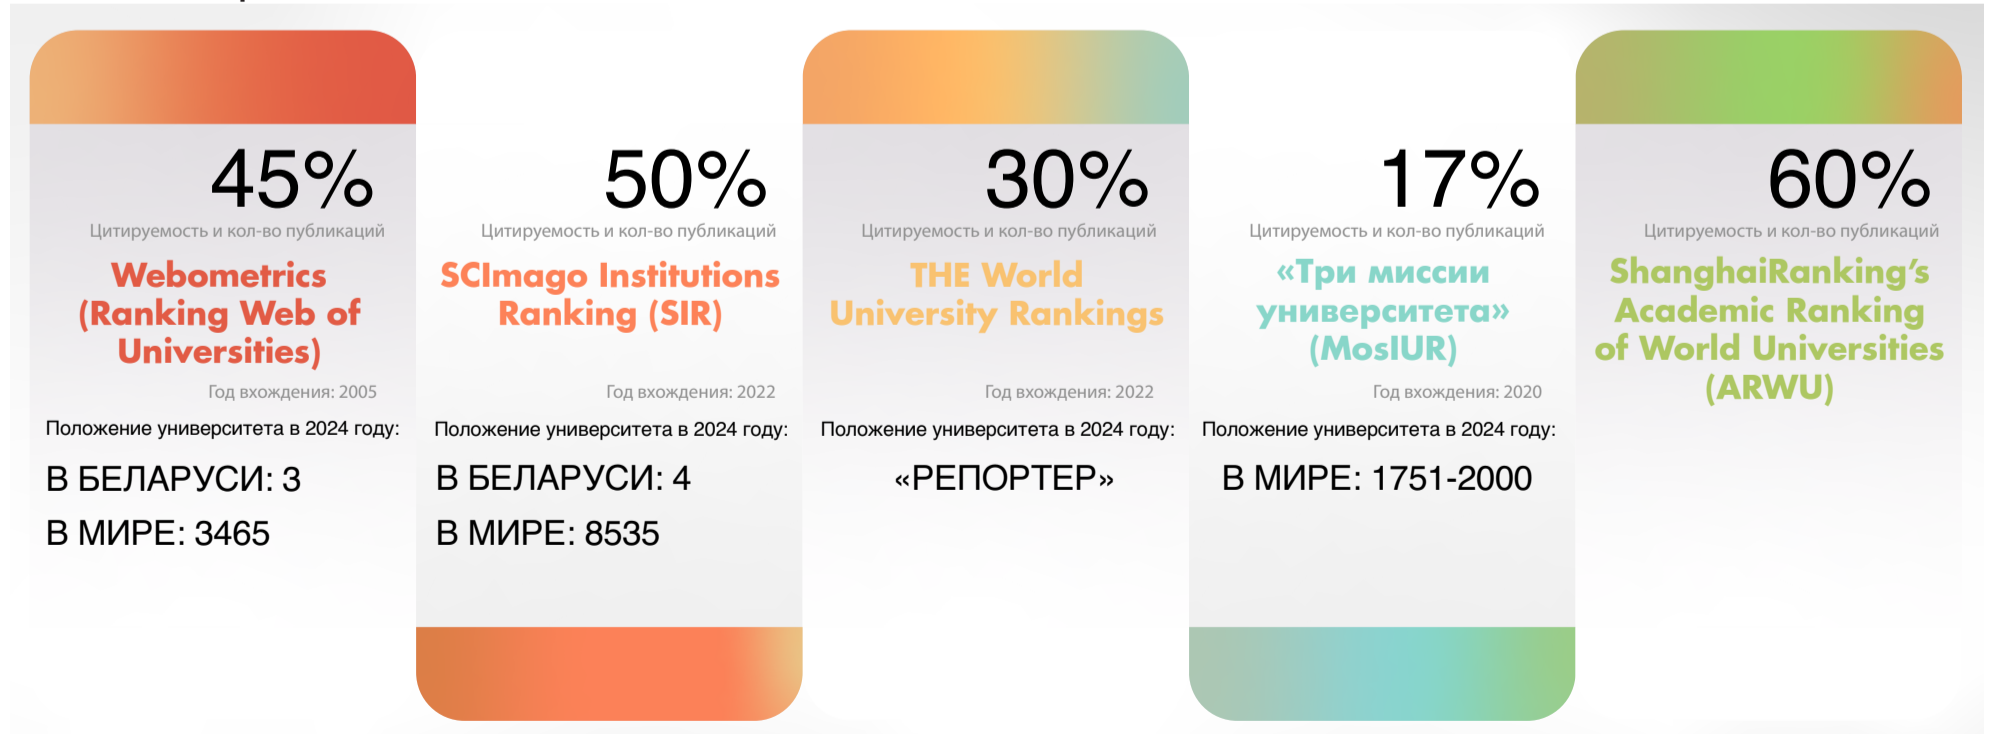 45%
Цитируемость и кол-во публикаций
Webometrics
(Ranking Web of
Universities)
Год вхождения: 2005
Положение университета в 2024 году:
В БЕЛАРУСИ: 3
В МИРЕ: 3465
50%
Цитируемость и кол-во публикаций
SCImago Institutions
Ranking (SIR)
Год вхождения: 2022
Положение университета в 2024 году:
В БЕЛАРУСИ: 4
В МИРЕ: 8535
30%
Цитируемость и кол-во публикаций
THE World
University Rankings
Год вхождения: 2022
Положение университета в 2024 году:
«РЕПОРТЕР»
17%
Цитируемость и кол-во публикаций
«Три миссии
университета»
(MosIUR)
Год вхождения: 2020
Положение университета в 2024 году:
В МИРЕ: 1751-2000
60%
Цитируемость и кол-во публикаций
ShanghaiRanking’s
Academic Ranking
of World Universities
(ARWU)